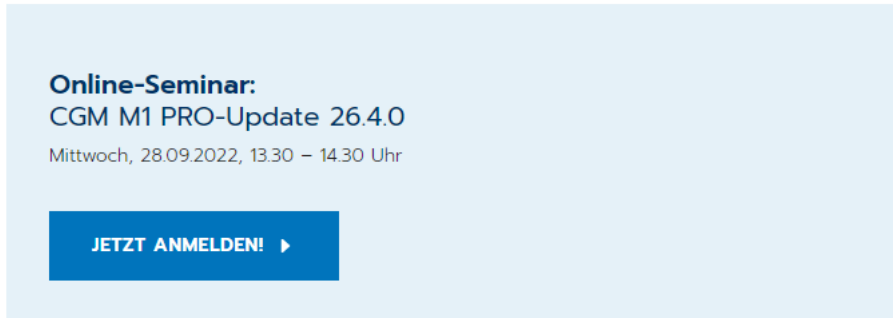 Online-Seminar:
CGM M1 PRO-Update 26.4.0
Mittwoch, 28.09.2022, 13.30 – 14.30 Uhr
JETZT ANMELDEN!